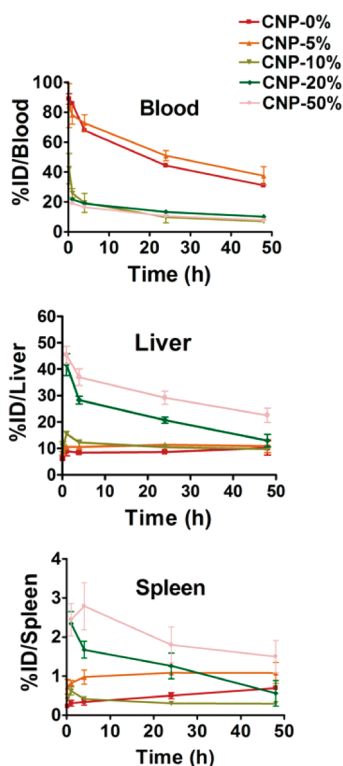 CNP-0%
CNP-5%
CNP-10%
CNP-20%
CNP-50%
Blood
%ID/Blood
100
80
60
40
20
0
0 10 20 30 40 50
Time (h)
Liver
%ID/Liver
60
50
40
30
20
10
0
0 10 20 30 40 50
Time (h)
Spleen
%ID/Spleen
4
3
2
1
0
0 10 20 30 40 50
Time (h)